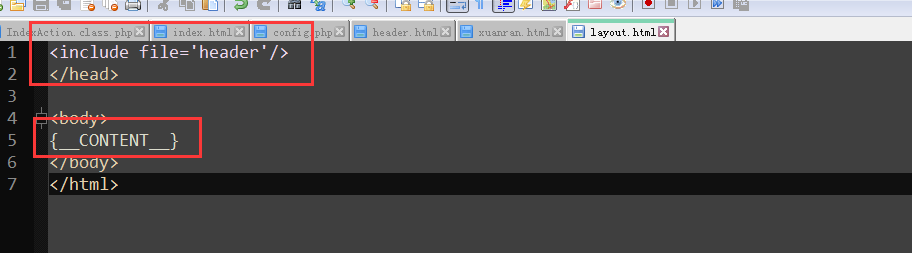 IndexAction.class.php index.html config.php header.html xuanran.html layout.html
1 <include file='header'/>
2 </head>
3
4 <body>
5 {__CONTENT__}
6 </body>
7 </html>